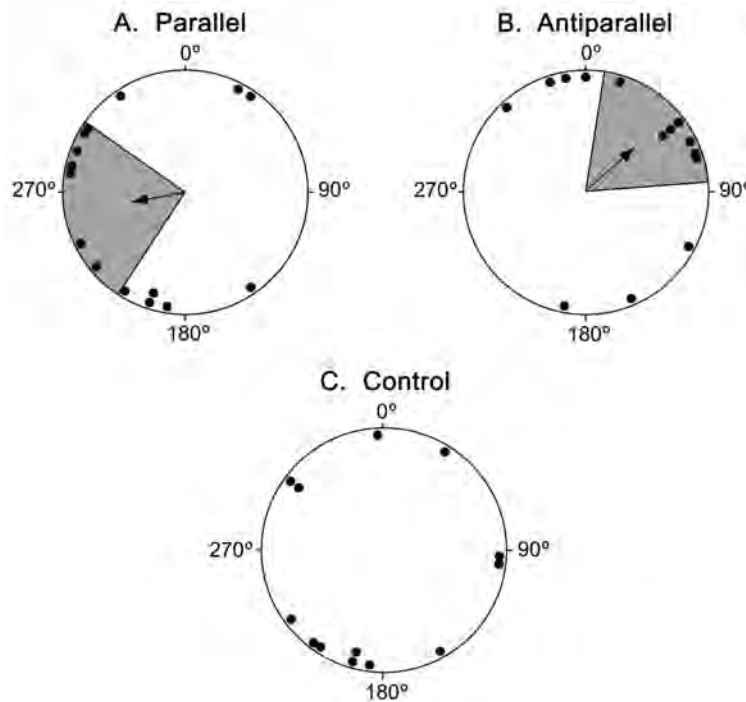 A. Parallel
0º
270º
90º
180º
B. Antiparallel
0º
270º
90º
180º
C. Control
0º
270º
90º
180º